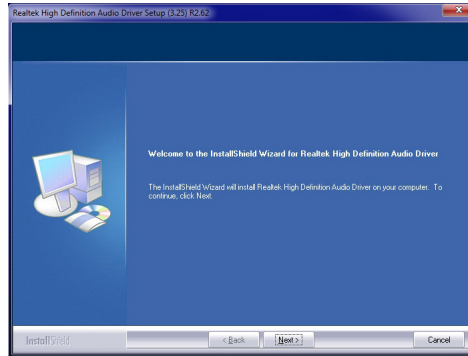 Realtek High Definition Audio Driver Setup (3.25) R2.62
Welcome to the InstallShield Wizard for Realtek High Definition Audio Driver
The InstallShield Wizard will install Realtek High Definition Audio Driver on your computer. To
continue, click Next.
InstallShield
< Back Next > Cancel